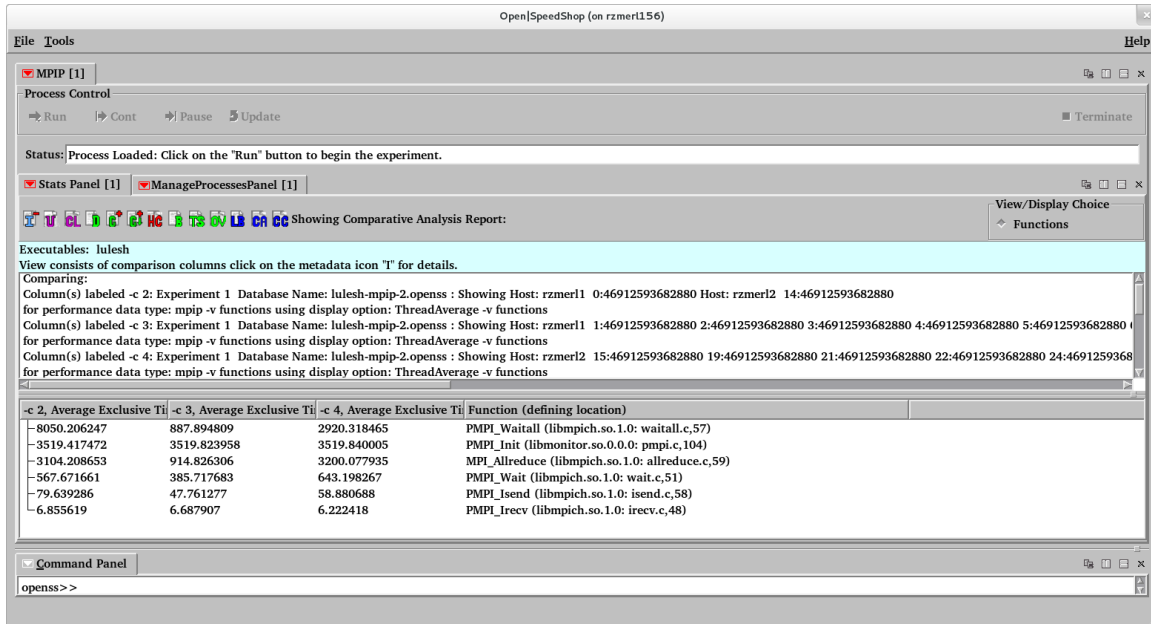 Open|SpeedShop (on rzmerl156)
File Tools Help
MPIP [1]
Process Control
Run Cont Pause Update Terminate
Status: Process Loaded: Click on the "Run" button to begin the experiment.
Stats Panel [1] ManageProcessesPanel [1]
View/Display Choice
I U CL D HC B TS OV LB CA CC Showing Comparative Analysis Report:
Functions
Executables: lulesh
View consists of comparison columns click on the metadata icon "I" for details.
Comparing:
Column(s) labeled -c 2: Experiment 1 Database Name: lulesh-mpip-2.openss : Showing Host: rzmerl1 0:46912593682880 Host: rzmerl2 14:46912593682880
for performance data type: mpip -v functions using display option: ThreadAverage -v functions
Column(s) labeled -c 3: Experiment 1 Database Name: lulesh-mpip-2.openss : Showing Host: rzmerl1 1:46912593682880 2:46912593682880 3:46912593682880 4:46912593682880 5:46912593682880
for performance data type: mpip -v functions using display option: ThreadAverage -v functions
Column(s) labeled -c 4: Experiment 1 Database Name: lulesh-mpip-2.openss : Showing Host: rzmerl2 15:46912593682880 19:46912593682880 21:46912593682880 22:46912593682880 24:4691259368
for performance data type: mpip -v functions using display option: ThreadAverage -v functions
-c 2, Average Exclusive Ti -c 3, Average Exclusive Ti -c 4, Average Exclusive Ti Function (defining location)
8050.206247 887.894809 2920.318465 PMPI_Waitall (libmpich.so.1.0: waitall.c,57)
3519.417472 3519.823958 3519.840005 PMPI_Init (libmonitor.so.0.0.0: pmpi.c,104)
3104.208653 914.826306 3200.077935 MPI_Allreduce (libmpich.so.1.0: allreduce.c,59)
567.671661 385.717683 643.198267 PMPI_Wait (libmpich.so.1.0: wait.c,51)
79.639286 47.761277 58.880688 PMPI_Isend (libmpich.so.1.0: isend.c,58)
6.855619 6.687907 6.222418 PMPI_Irecv (libmpich.so.1.0: irecv.c,48)
Command Panel
openss>>